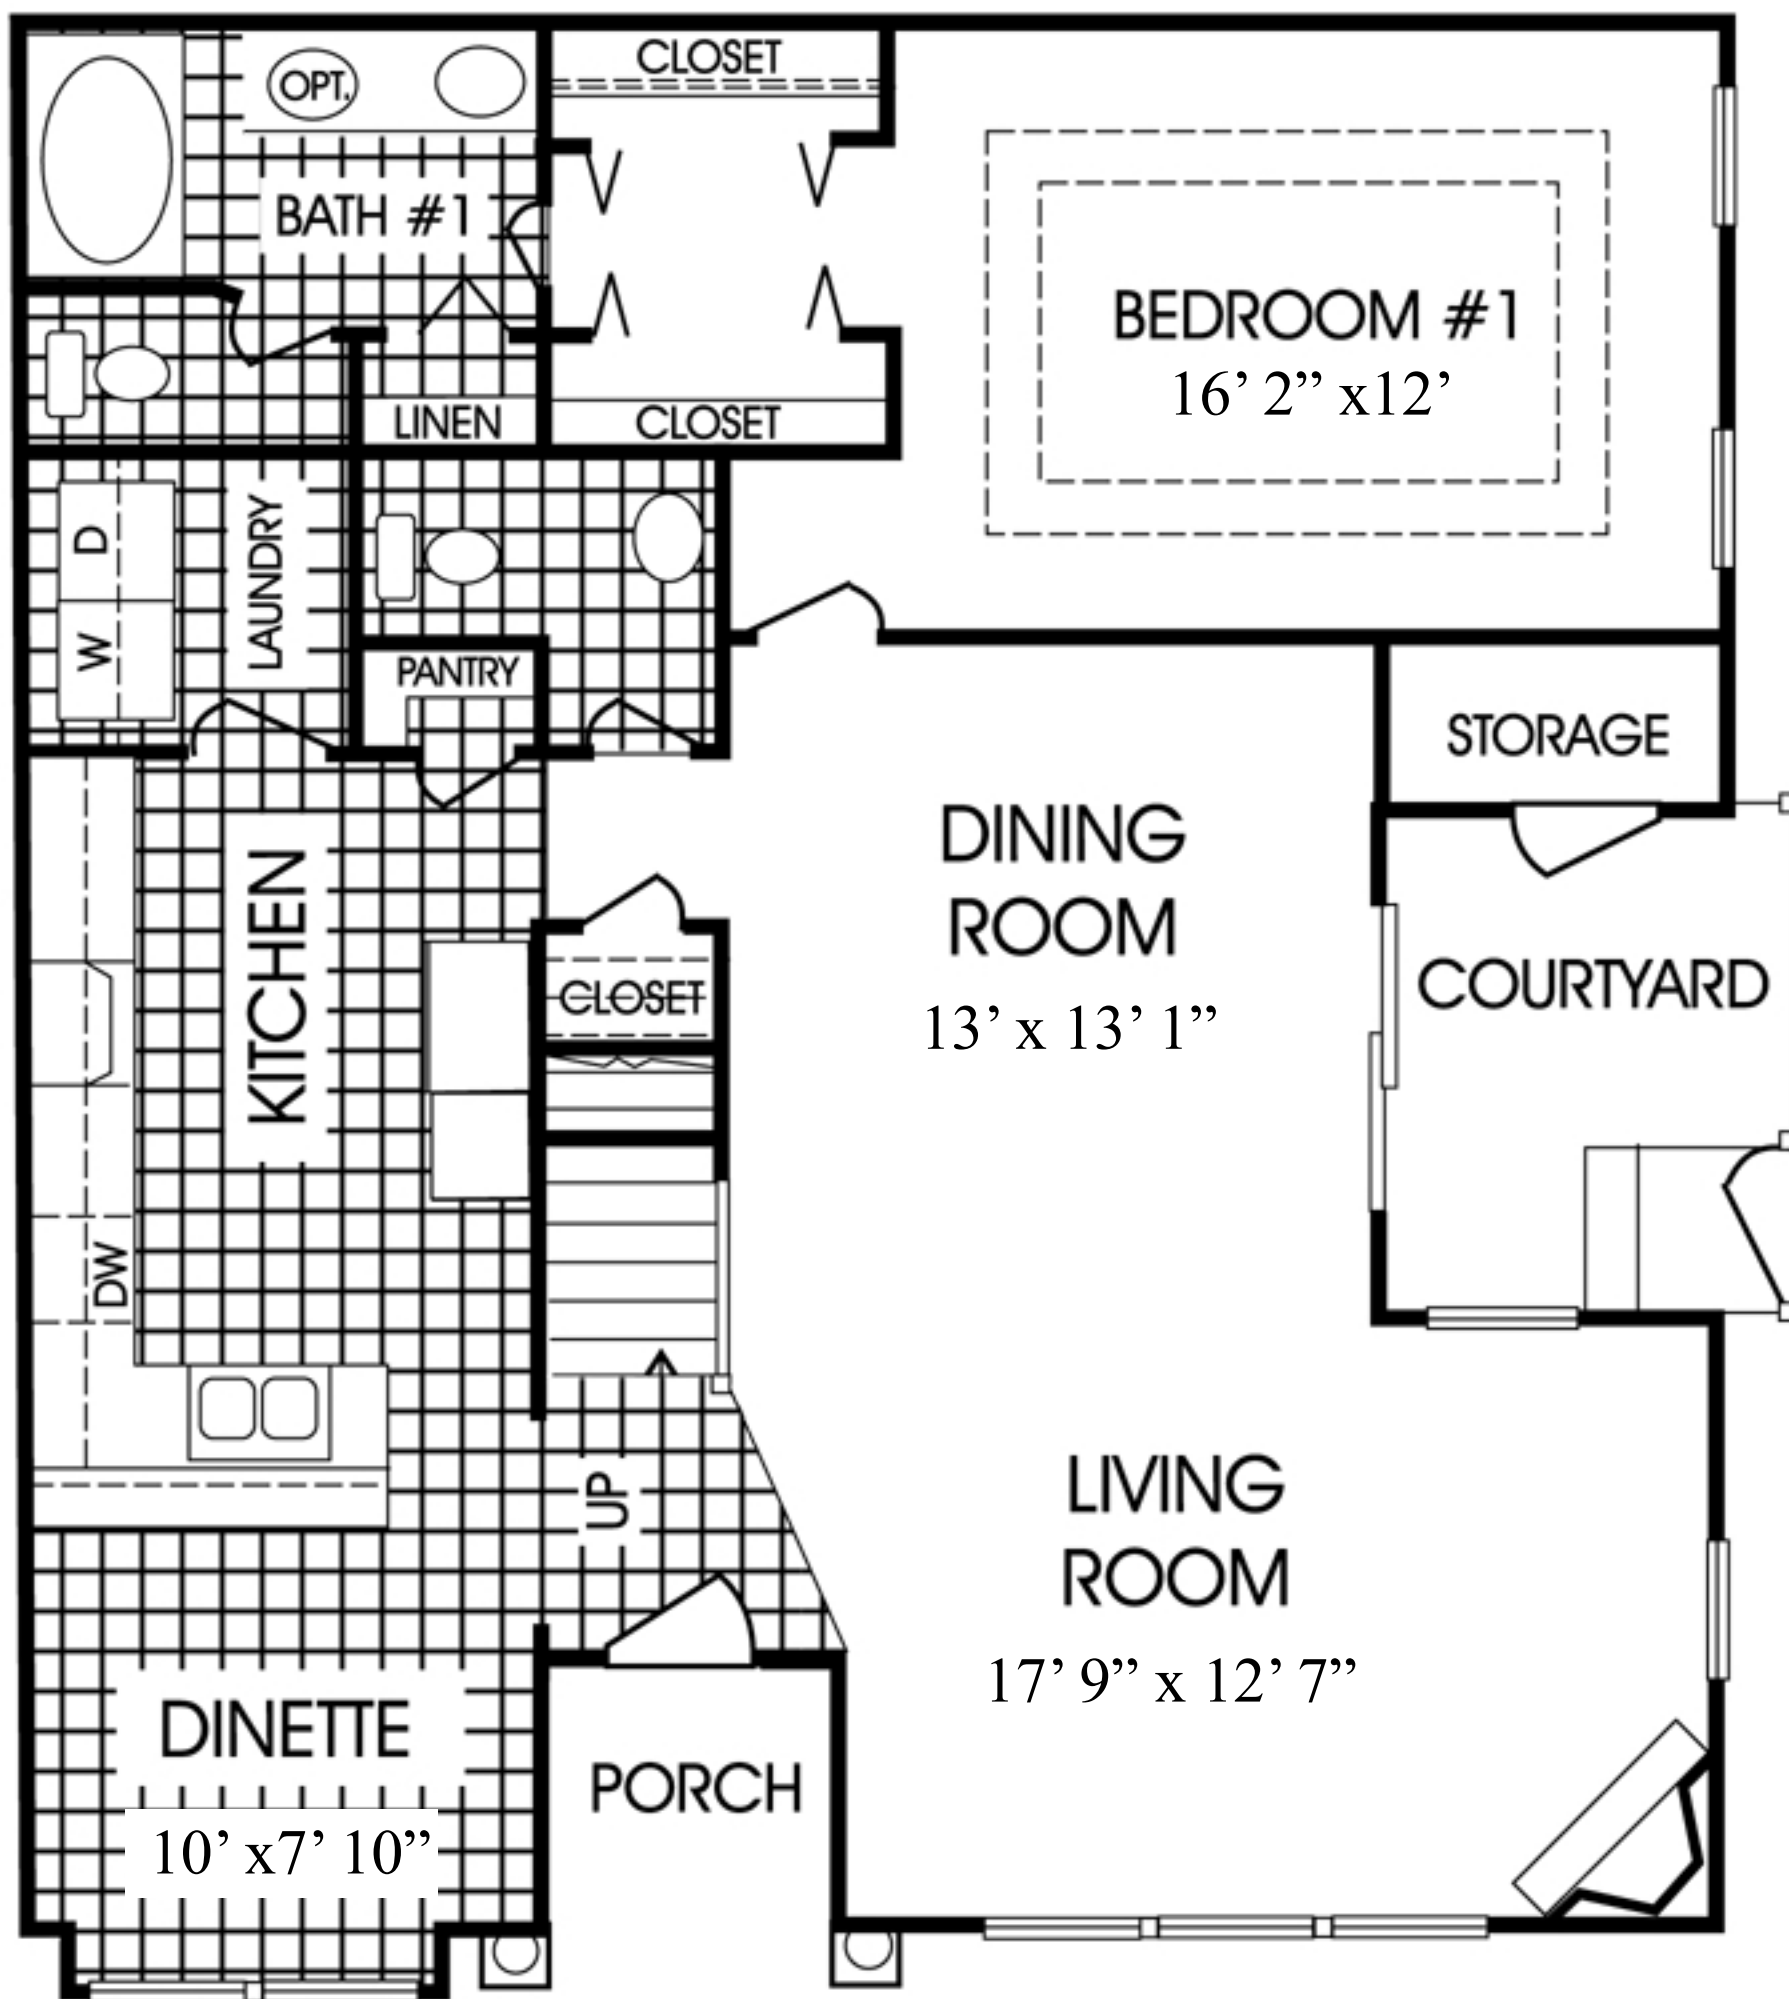 CLOSET
OPT.
BATH #1
BEDROOM #1
16’ 2” x12’
LINEN
CLOSET
D
W
LAUNDRY
PANTRY
STORAGE
DINING
ROOM
13’ x 13’ 1”
KITCHEN
CLOSET
COURTYARD
DW
UP
LIVING
ROOM
17’ 9” x 12’ 7”
DINETTE
10’ x7’ 10”
PORCH